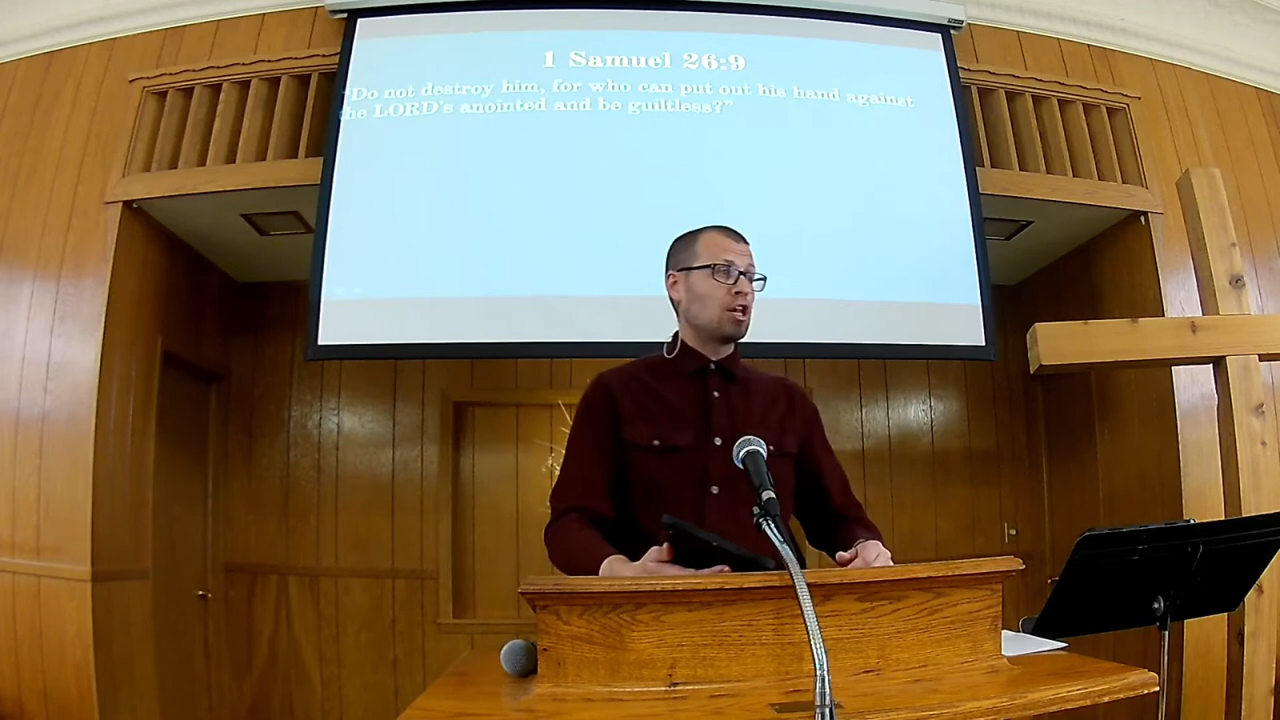 1 Samuel 26:9
"Do not destroy him, for who can put out his hand against
the LORD's anointed and be guiltless?"